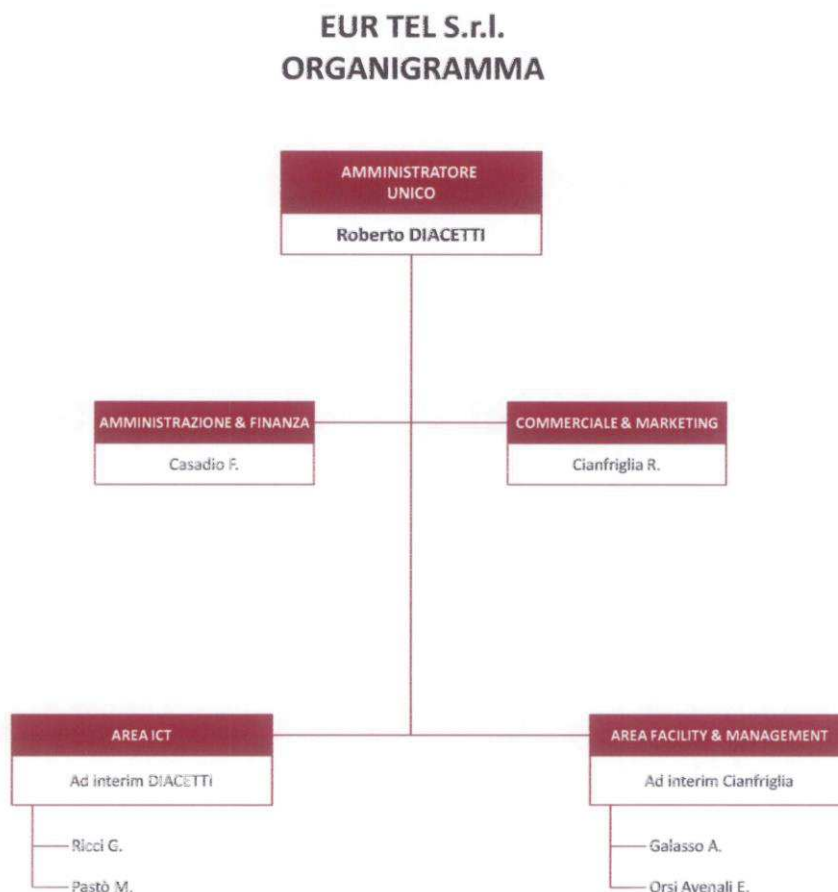 EUR TEL S.r.l.
ORGANIGRAMMA
AMMINISTRATORE
UNICO
Roberto DIACETTI
AMMINISTRAZIONE & FINANZA
Casadio F.
COMMERCIALE & MARKETING
Cianfriglia R.
AREA ICT
Ad interim DIACETTI
Ricci G.
Pastò M.
AREA FACILITY & MANAGEMENT
Ad interim Cianfriglia
Galasso A.
Orsi Avenali E.